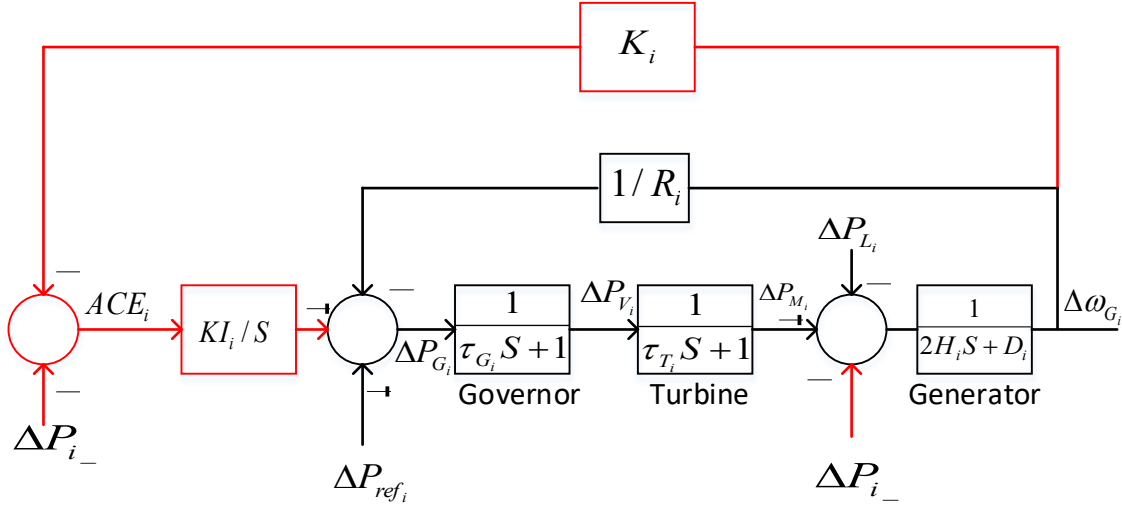 K_i
1/R_i
ΔP_{L_i}
—
—
ACE_i
KI_i/S
+
—
ΔP_{G_i}
1
τ_{G_i}S+1
Governor
ΔP_{V_i}
1
τ_{T_i}S+1
Turbine
ΔP_{M_i}
+
—
1
2H_iS+D_i
Generator
Δω_{G_i}
—
+
—
ΔP_{i_}
ΔP_{ref_i}
ΔP_{i_}